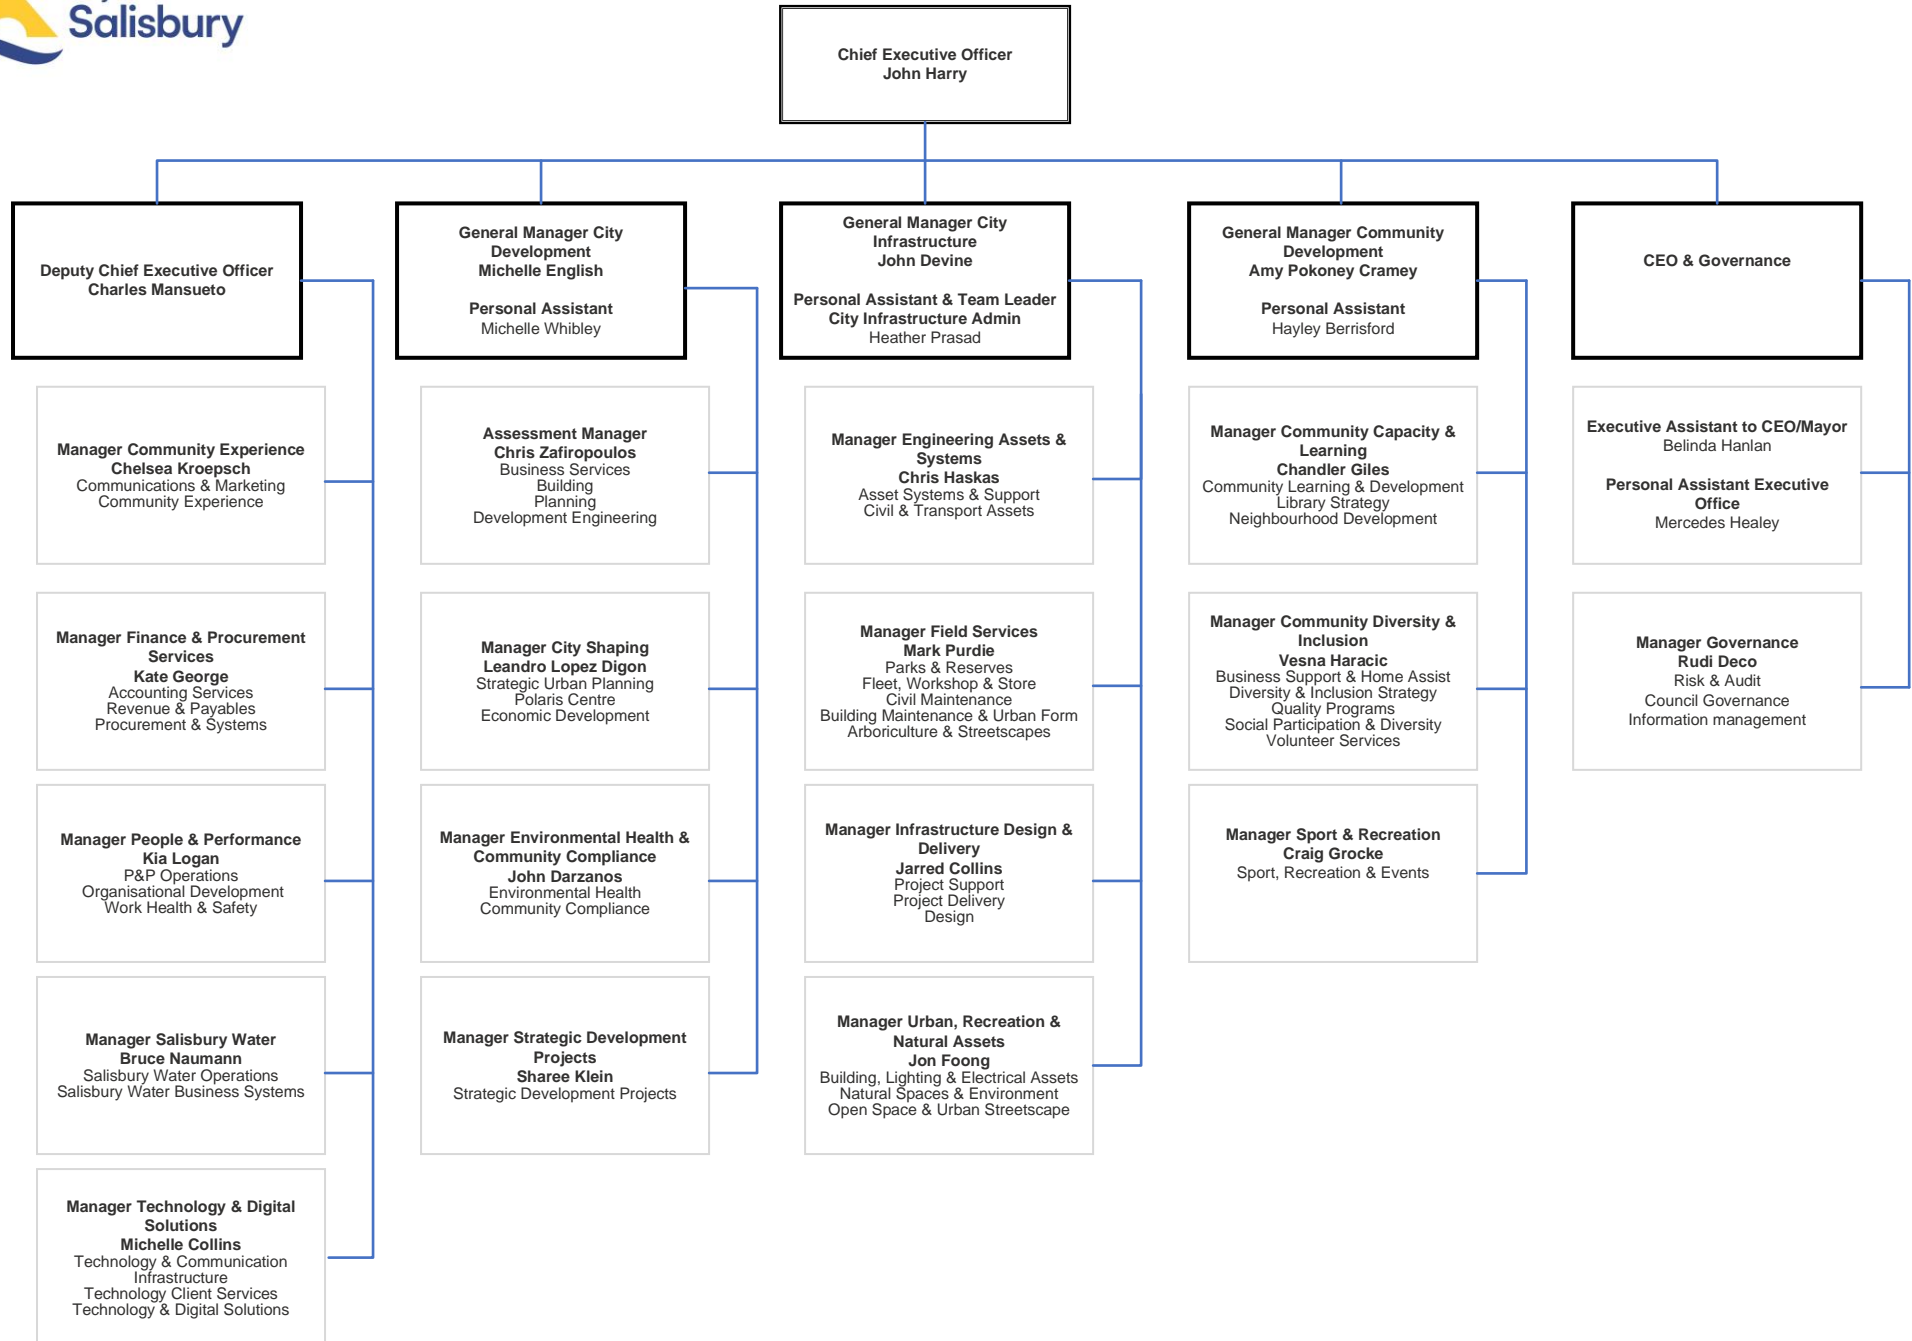 Salisbury
Chief Executive Officer
John Harry
Deputy Chief Executive Officer
Charles Mansueto
General Manager City
Development
Michelle English
Personal Assistant
Michelle Whibley
General Manager City
Infrastructure
John Devine
Personal Assistant & Team Leader
City Infrastructure Admin
Heather Prasad
General Manager Community
Development
Amy Pokoney Cramey
Personal Assistant
Hayley Berrisford
CEO & Governance
Manager Community Experience
Chelsea Kroepsch
Communications & Marketing
Community Experience
Manager Finance & Procurement
Services
Kate George
Accounting Services
Revenue & Payables
Procurement & Systems
Manager People & Performance
Kia Logan
P&P Operations
Organisational Development
Work Health & Safety
Manager Salisbury Water
Bruce Naumann
Salisbury Water Operations
Salisbury Water Business Systems
Manager Technology & Digital
Solutions
Michelle Collins
Technology & Communication
Infrastructure
Technology Client Services
Technology & Digital Solutions
Assessment Manager
Chris Zafiropoulos
Business Services
Building
Planning
Development Engineering
Manager City Shaping
Leandro Lopez Digon
Strategic Urban Planning
Polaris Centre
Economic Development
Manager Environmental Health &
Community Compliance
John Darzanos
Environmental Health
Community Compliance
Manager Strategic Development
Projects
Sharee Klein
Strategic Development Projects
Manager Engineering Assets &
Systems
Chris Haskas
Asset Systems & Support
Civil & Transport Assets
Manager Field Services
Mark Purdie
Parks & Reserves
Fleet, Workshop & Store
Civil Maintenance
Building Maintenance & Urban Form
Arboriculture & Streetscapes
Manager Infrastructure Design &
Delivery
Jarred Collins
Project Support
Project Delivery
Design
Manager Urban, Recreation &
Natural Assets
Jon Foong
Building, Lighting & Electrical Assets
Natural Spaces & Environment
Open Space & Urban Streetscape
Manager Community Capacity &
Learning
Chandler Giles
Community Learning & Development
Library Strategy
Neighbourhood Development
Manager Community Diversity &
Inclusion
Vesna Haracic
Business Support & Home Assist
Diversity & Inclusion Strategy
Quality Programs
Social Participation & Diversity
Volunteer Services
Manager Sport & Recreation
Craig Grocke
Sport, Recreation & Events
Executive Assistant to CEO/Mayor
Belinda Hanlan
Personal Assistant Executive
Office
Mercedes Healey
Manager Governance
Rudi Deco
Risk & Audit
Council Governance
Information management